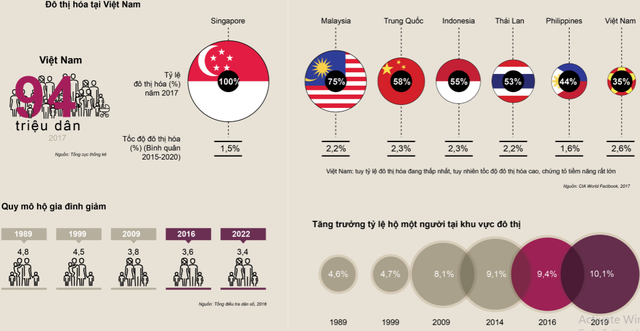 Đô thị hóa tại Việt Nam
Việt Nam
94
triệu dân
2017
Nguồn: Tổng cục thống kê
Tỷ lệ
đô thị hóa (%)
năm 2017
Tốc độ đô thị hóa
(%) (Bình quân
2015-2020)
Singapore
100%
1,5%
Malaysia
75%
2,2%
Trung Quốc
58%
2,3%
Indonesia
55%
2,3%
Thái Lan
53%
2,2%
Philippines
44%
1,6%
Việt Nam
35%
2,6%
Việt Nam: tuy tỷ lệ đô thị hóa đang thấp nhất, tuy nhiên tốc độ đô thị hóa cao, chứng tỏ tiềm năng rất lớn
Nguồn: CIA World Factbook, 2017
Quy mô hộ gia đình giảm
1989 1999 2009 2016 2022
4,8 4,5 3,8 3,6 3,4
Nguồn: Tổng điều tra dân số, 2016
Tăng trưởng tỷ lệ hộ một người tại khu vực đô thị
4,6% 4,7% 8,1% 9,1% 9,4% 10,1%
1989 1999 2009 2014 2016 2019